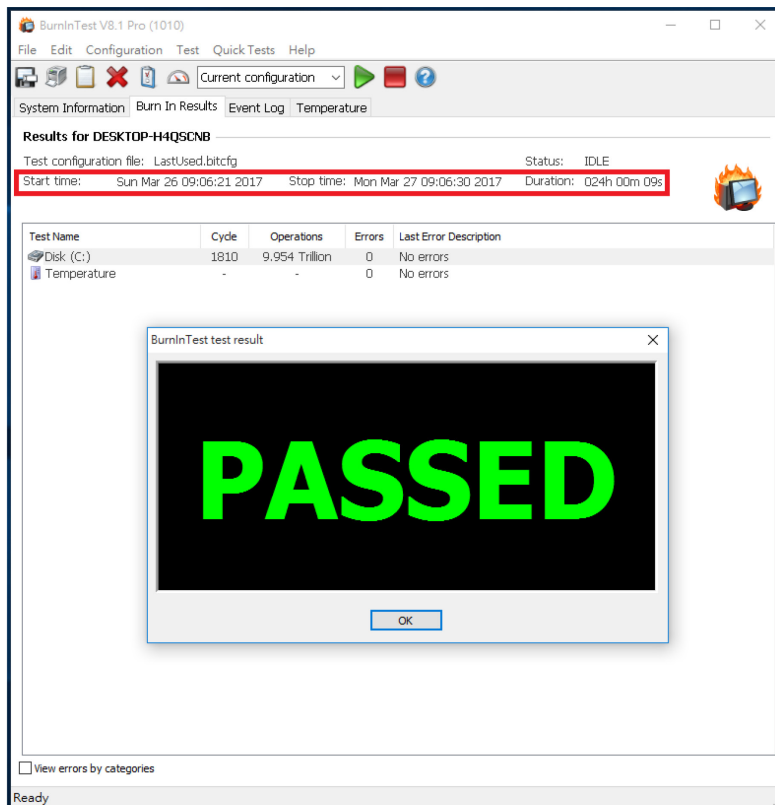 BurnInTest V8.1 Pro (1010)
File Edit Configuration Test Quick Tests Help
Current configuration
System Information Burn In Results Event Log Temperature
Results for DESKTOP-H4QSCNB
Test configuration file: LastUsed.bitcfg Status: IDLE
Start time: Sun Mar 26 09:06:21 2017 Stop time: Mon Mar 27 09:06:30 2017 Duration: 024h 00m 09s
Test Name Cycle Operations Errors Last Error Description
Disk (C:) 1810 9.954 Trillion 0 No errors
Temperature - - 0 No errors
BurnInTest test result
PASSED
OK
View errors by categories
Ready